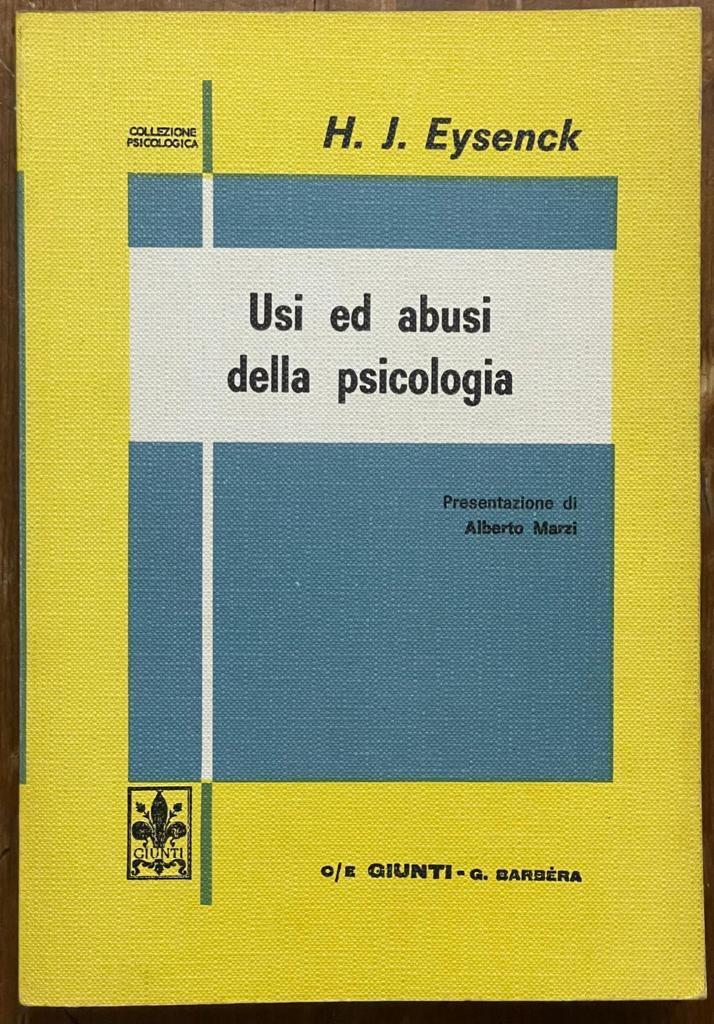 COLLEZIONE
PSICOLOGICA
H. J. Eysenck
Usi ed abusi
della psicologia
Presentazione di
Alberto Marzi
GIUNTI
C/E GIUNTI - G. BARBÈRA